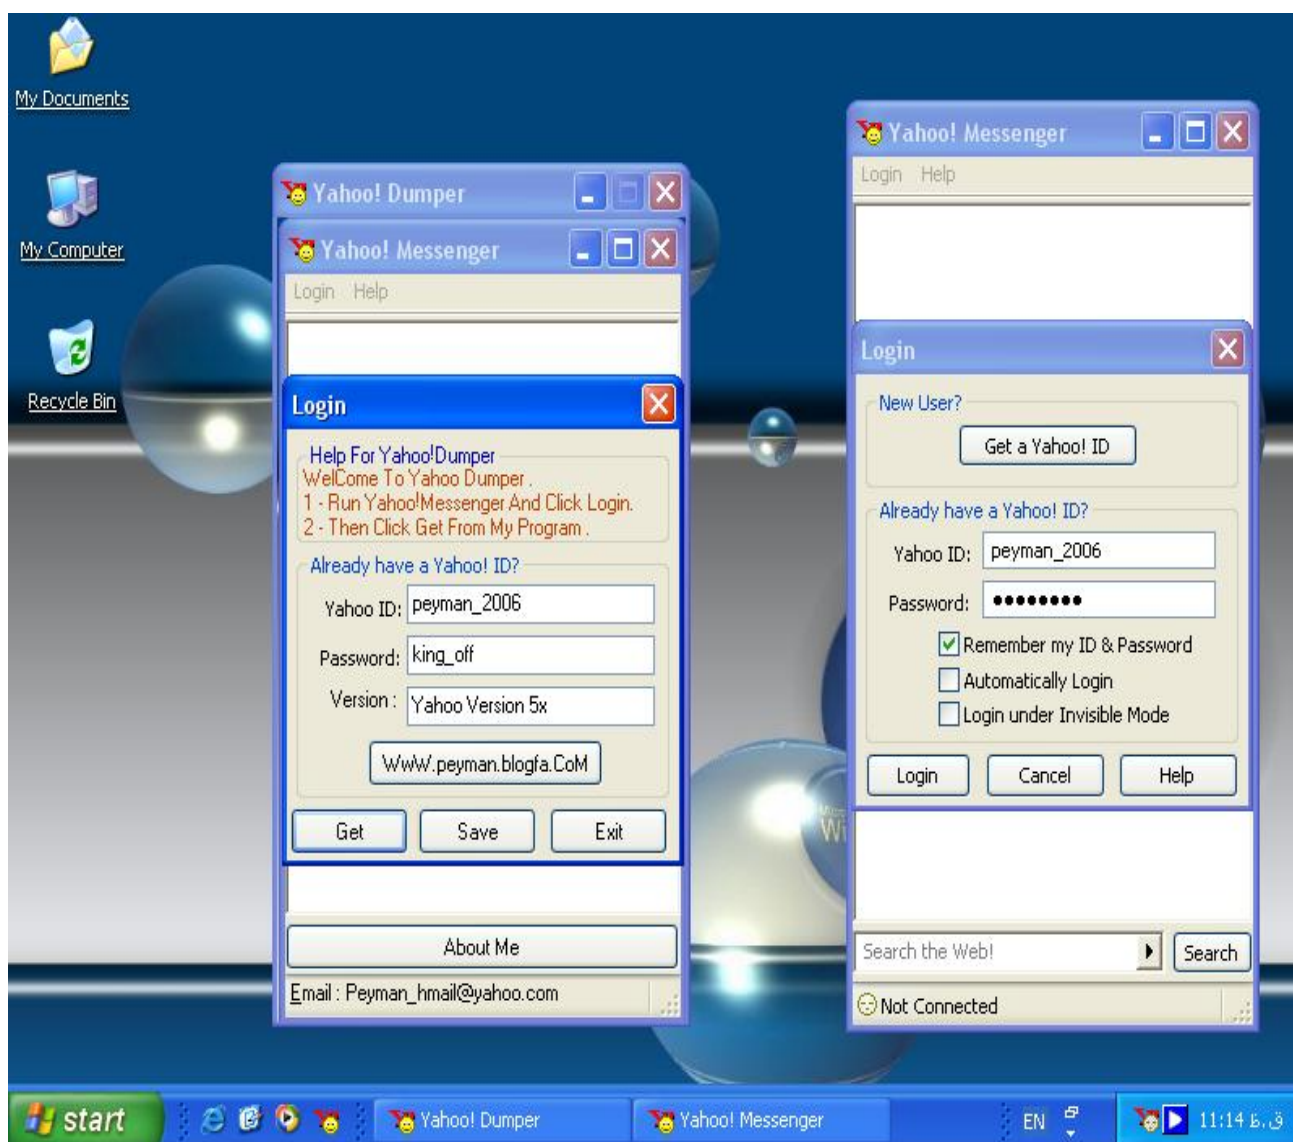 My Documents
My Computer
Recycle Bin
Yahoo! Dumper
Yahoo! Messenger
Login Help
Login
Help For Yahoo!Dumper
WelCome To Yahoo Dumper .
1 - Run Yahoo!Messenger And Click Login.
2 - Then Click Get From My Program .
Already have a Yahoo! ID?
Yahoo ID: peyman_2006
Password: king_off
Version : Yahoo Version 5x
WwW.peyman.blogfa.CoM
Get Save Exit
About Me
Email : Peyman_hmail@yahoo.com
Yahoo! Messenger
Login Help
Login
New User?
Get a Yahoo! ID
Already have a Yahoo! ID?
Yahoo ID: peyman_2006
Password: ●●●●●●●●
Remember my ID & Password
Automatically Login
Login under Invisible Mode
Login Cancel Help
Search the Web! Search
Not Connected
start Yahoo! Dumper Yahoo! Messenger EN 11:14 ق.ظ